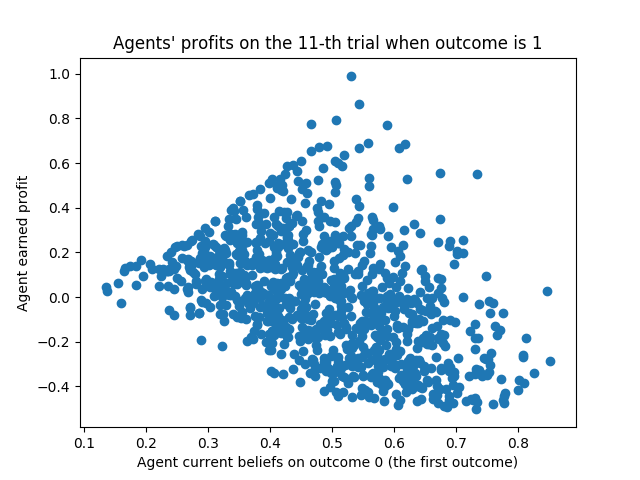 Agents' profits on the 11-th trial when outcome is 1
1.0
0.8
0.6
0.4
0.2
0.0
−0.2
−0.4
Agent earned profit
0.1 0.2 0.3 0.4 0.5 0.6 0.7 0.8
Agent current beliefs on outcome 0 (the first outcome)